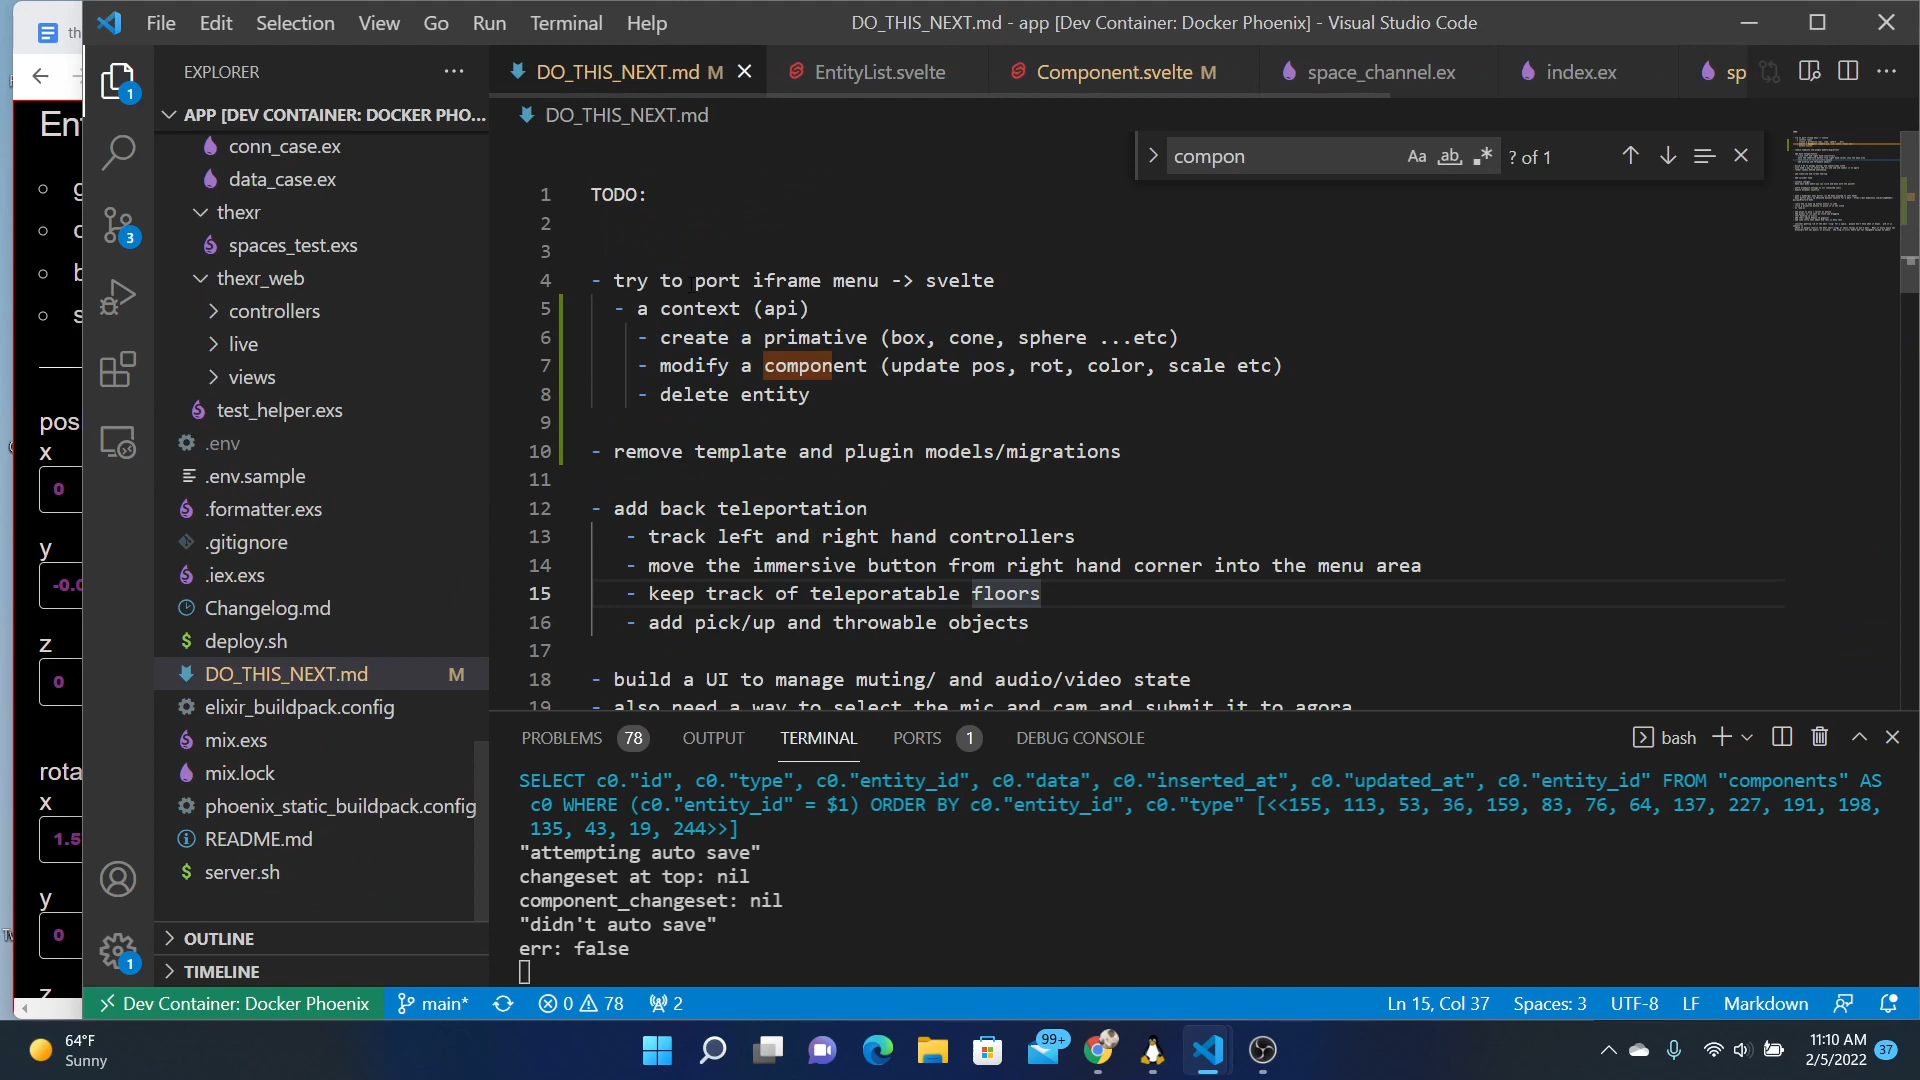 File Edit Selection View Go Run Terminal Help
DO_THIS_NEXT.md - app [Dev Container: Docker Phoenix] - Visual Studio Code
EXPLORER
DO_THIS_NEXT.md M
EntityList.svelte
Component.svelte M
space_channel.ex
index.ex
sp
APP [DEV CONTAINER: DOCKER PHO...
DO_THIS_NEXT.md
conn_case.ex
data_case.ex
thexr
spaces_test.exs
thexr_web
controllers
live
views
test_helper.exs
.env
.env.sample
.formatter.exs
.gitignore
.iex.exs
Changelog.md
deploy.sh
DO_THIS_NEXT.md M
elixir_buildpack.config
mix.exs
mix.lock
phoenix_static_buildpack.config
README.md
server.sh
OUTLINE
TIMELINE
compon
Aa ab .* ? of 1
1 TODO:
2
3
4 - try to port iframe menu -> svelte
5 - a context (api)
6 - create a primative (box, cone, sphere ...etc)
7 - modify a component (update pos, rot, color, scale etc)
8 - delete entity
9
10 - remove template and plugin models/migrations
11
12 - add back teleportation
13 - track left and right hand controllers
14 - move the immersive button from right hand corner into the menu area
15 - keep track of teleporatable floors
16 - add pick/up and throwable objects
17
18 - build a UI to manage muting/ and audio/video state
19 - also need a way to select the mic and cam and submit it to agora
PROBLEMS 78 OUTPUT TERMINAL PORTS 1 DEBUG CONSOLE
bash
SELECT c0."id", c0."type", c0."entity_id", c0."data", c0."inserted_at", c0."updated_at", c0."entity_id" FROM "components" AS
c0 WHERE (c0."entity_id" = $1) ORDER BY c0."entity_id", c0."type" [<<155, 113, 53, 36, 159, 83, 76, 64, 137, 227, 191, 198,
135, 43, 19, 244>>]
"attempting auto save"
changeset at top: nil
component_changeset: nil
"didn't auto save"
err: false
th
Ent
g
c
b
s
pos
x
0
y
-0.0
z
0
rota
x
1.5
y
0
z
1
3
1
Dev Container: Docker Phoenix
main*
0 78
2
Ln 15, Col 37
Spaces: 3
UTF-8
LF
Markdown
64°F
Sunny
99+
11:10 AM
2/5/2022
37